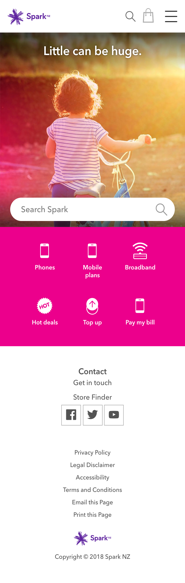 Spark nz
Little can be huge.
Search Spark
Phones
Mobile
plans
Broadband
HOT
Hot deals
Top up
Pay my bill
Contact
Get in touch
Store Finder
Privacy Policy
Legal Disclaimer
Accessibility
Terms and Conditions
Email this Page
Print this Page
Spark nz
Copyright © 2018 Spark NZ